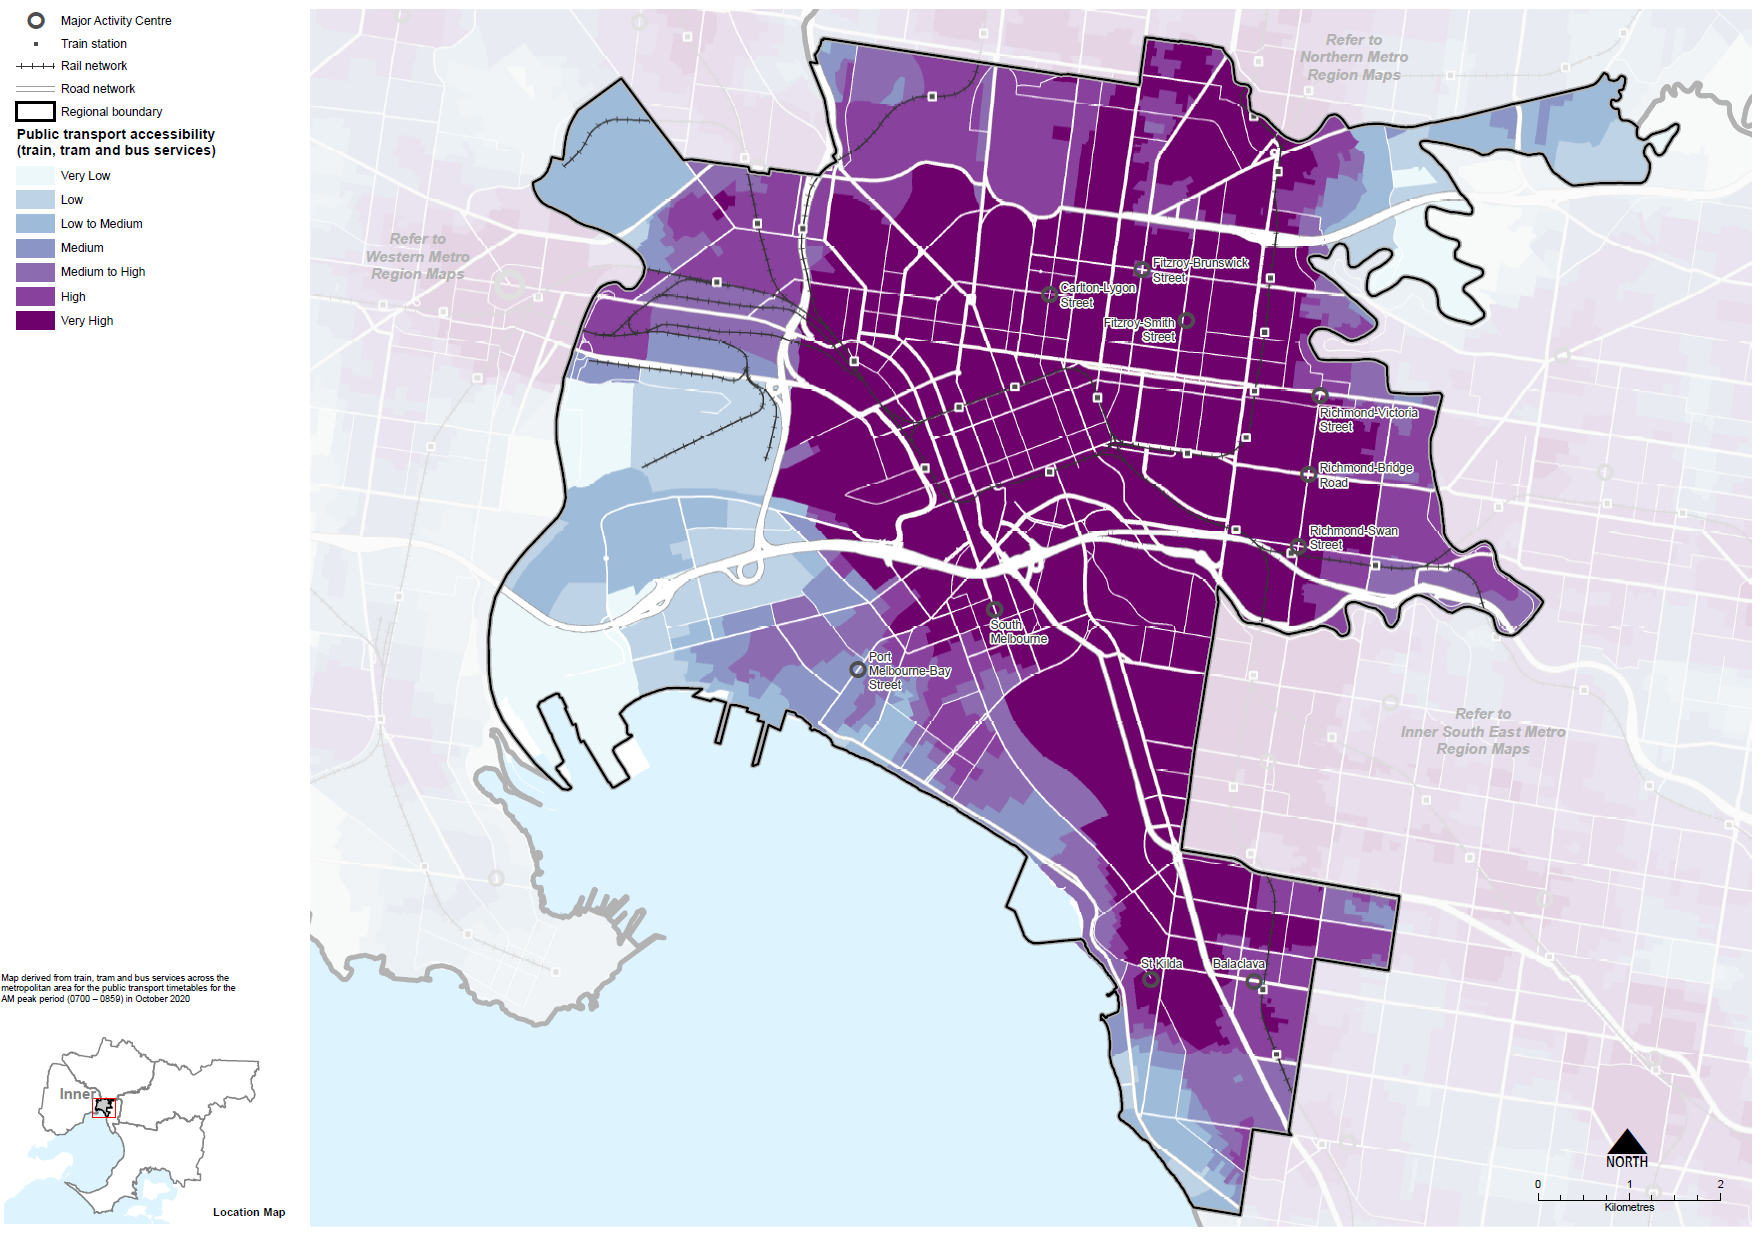 Major Activity Centre
Train station
Rail network
Road network
Regional boundary
Public transport accessibility
(train, tram and bus services)
Very Low
Low
Low to Medium
Medium
Medium to High
High
Very High
Refer to
Northern Metro
Region Maps
Refer to
Western Metro
Region Maps
Fitzroy-Brunswick
Street
Carlton-Lygon
Street
Fitzroy-Smith
Street
Richmond-Victoria
Street
Richmond-Bridge
Road
Richmond-Swan
Street
South
Melbourne
Port
Melbourne-Bay
Street
Refer to
Inner South East Metro
Region Maps
St Kilda
Balaclava
Map derived from train, tram and bus services across the
metropolitan area for the public transport timetables for the
AM peak period (0700 – 0859) in October 2020
Inner
Location Map
NORTH
0 1 2
Kilometres